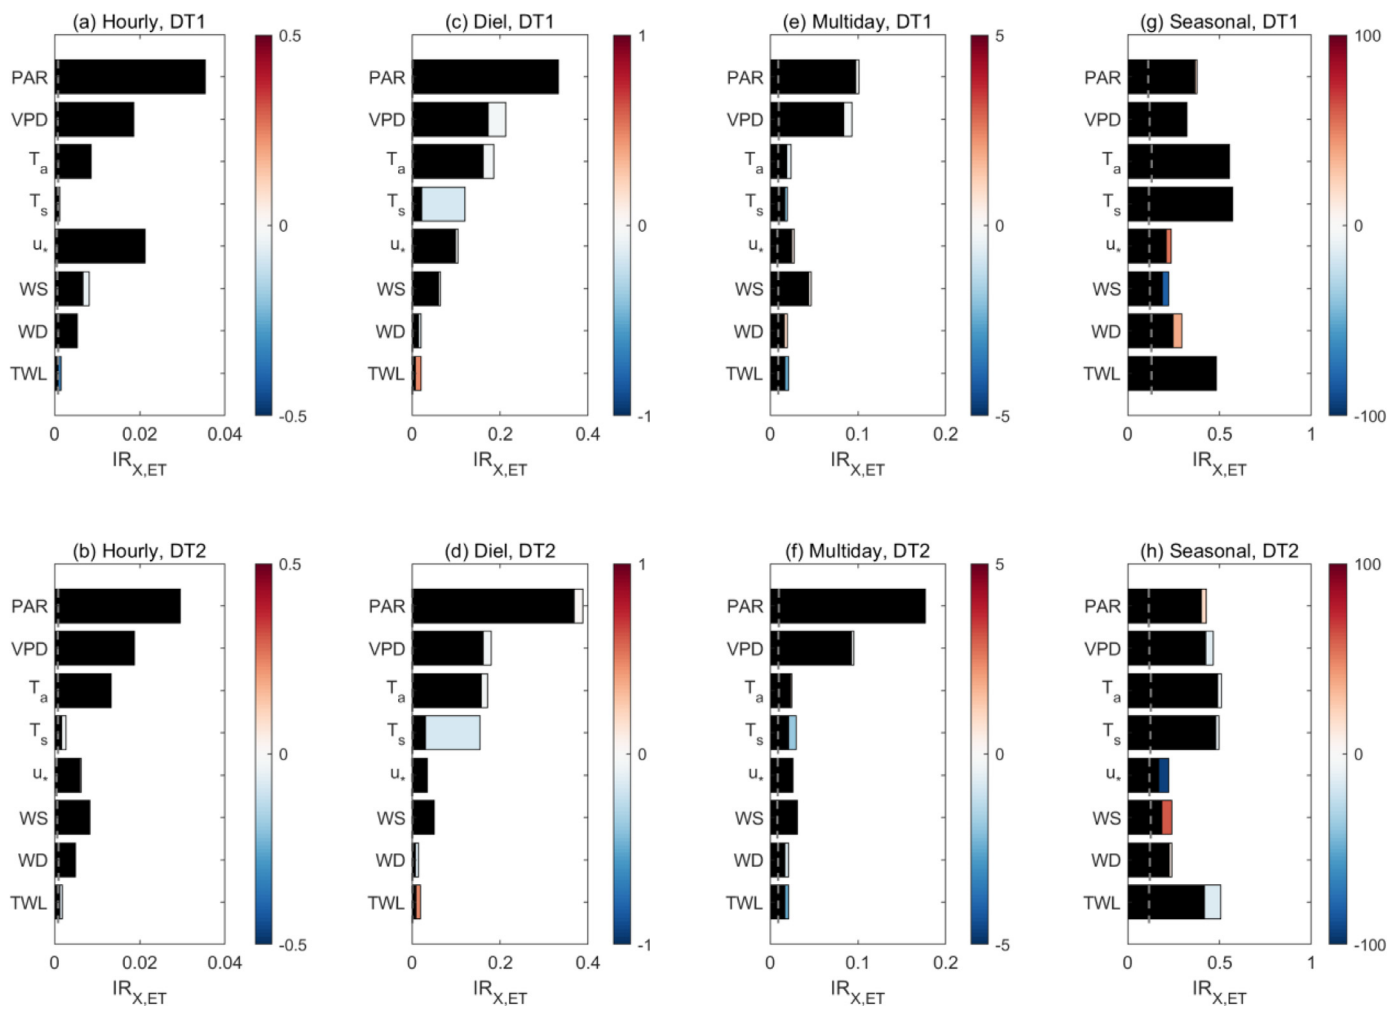 (a) Hourly, DT1
PAR
VPD
Ta
Ts
u*
WS
WD
TWL
0 0.02 0.04
IRX,ET
0.5
0
-0.5
(c) Diel, DT1
PAR
VPD
Ta
Ts
u*
WS
WD
TWL
0 0.2 0.4
IRX,ET
1
0
-1
(e) Multiday, DT1
PAR
VPD
Ta
Ts
u*
WS
WD
TWL
0 0.1 0.2
IRX,ET
5
0
-5
(g) Seasonal, DT1
PAR
VPD
Ta
Ts
u*
WS
WD
TWL
0 0.5 1
IRX,ET
100
0
-100
(b) Hourly, DT2
PAR
VPD
Ta
Ts
u*
WS
WD
TWL
0 0.02 0.04
IRX,ET
0.5
0
-0.5
(d) Diel, DT2
PAR
VPD
Ta
Ts
u*
WS
WD
TWL
0 0.2 0.4
IRX,ET
1
0
-1
(f) Multiday, DT2
PAR
VPD
Ta
Ts
u*
WS
WD
TWL
0 0.1 0.2
IRX,ET
5
0
-5
(h) Seasonal, DT2
PAR
VPD
Ta
Ts
u*
WS
WD
TWL
0 0.5 1
IRX,ET
100
0
-100